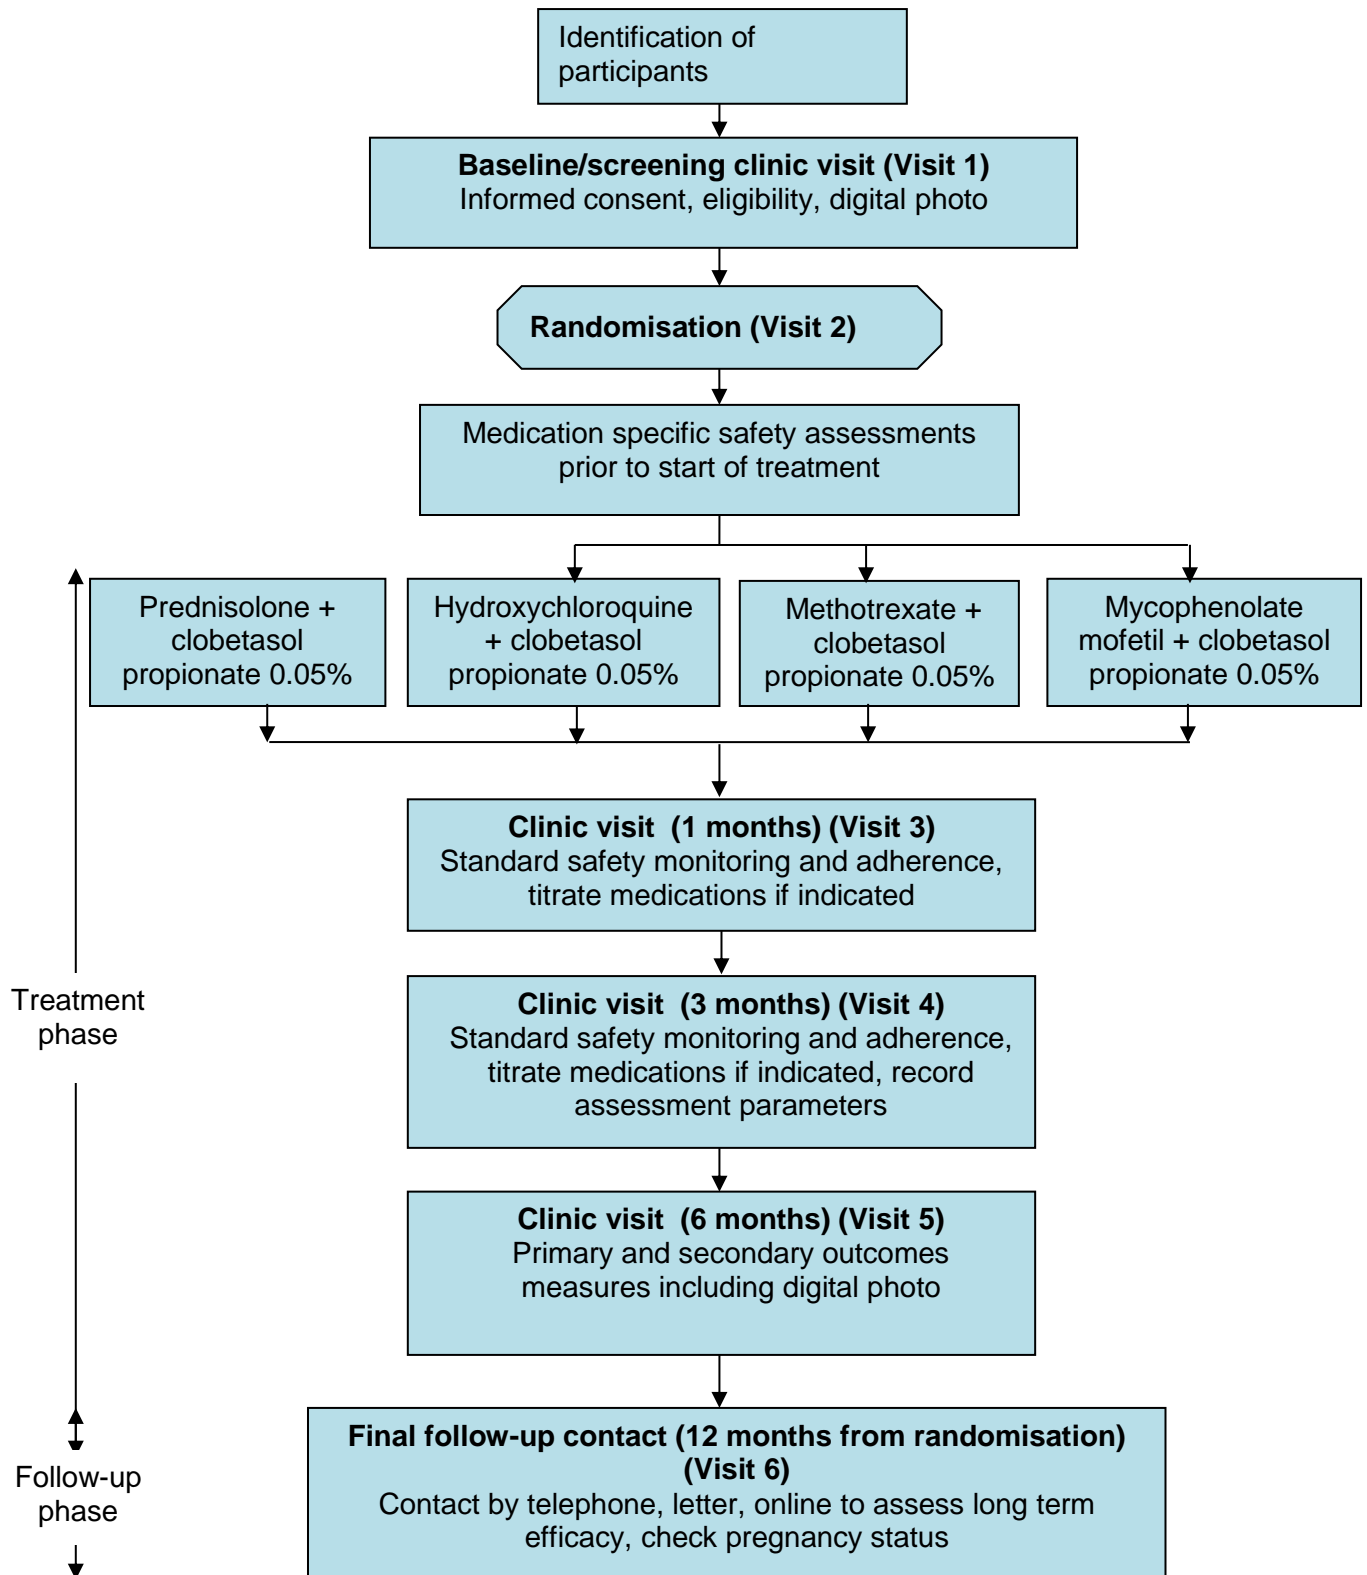 Identification of
participants
Baseline/screening clinic visit (Visit 1)
Informed consent, eligibility, digital photo
Randomisation (Visit 2)
Medication specific safety assessments
prior to start of treatment
Prednisolone +
clobetasol
propionate 0.05%
Hydroxychloroquine
+ clobetasol
propionate 0.05%
Methotrexate +
clobetasol
propionate 0.05%
Mycophenolate
mofetil + clobetasol
propionate 0.05%
Clinic visit  (1 months) (Visit 3)
Standard safety monitoring and adherence,
titrate medications if indicated
Treatment
phase
Clinic visit  (3 months) (Visit 4)
Standard safety monitoring and adherence,
titrate medications if indicated, record
assessment parameters
Clinic visit  (6 months) (Visit 5)
Primary and secondary outcomes
measures including digital photo
Follow-up
phase
Final follow-up contact (12 months from randomisation)
(Visit 6)
Contact by telephone, letter, online to assess long term
efficacy, check pregnancy status